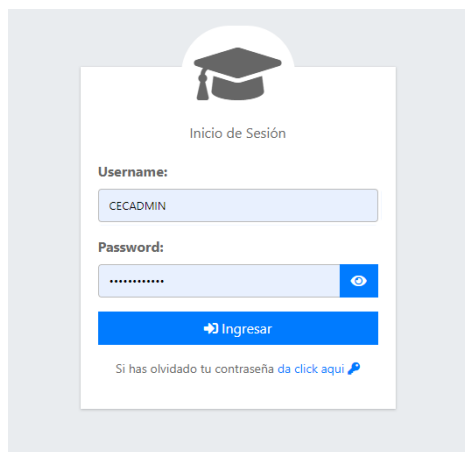 Inicio de Sesión
Username:
CECADMIN
Password:
••••••••••••
Ingresar
Si has olvidado tu contraseña da click aqui